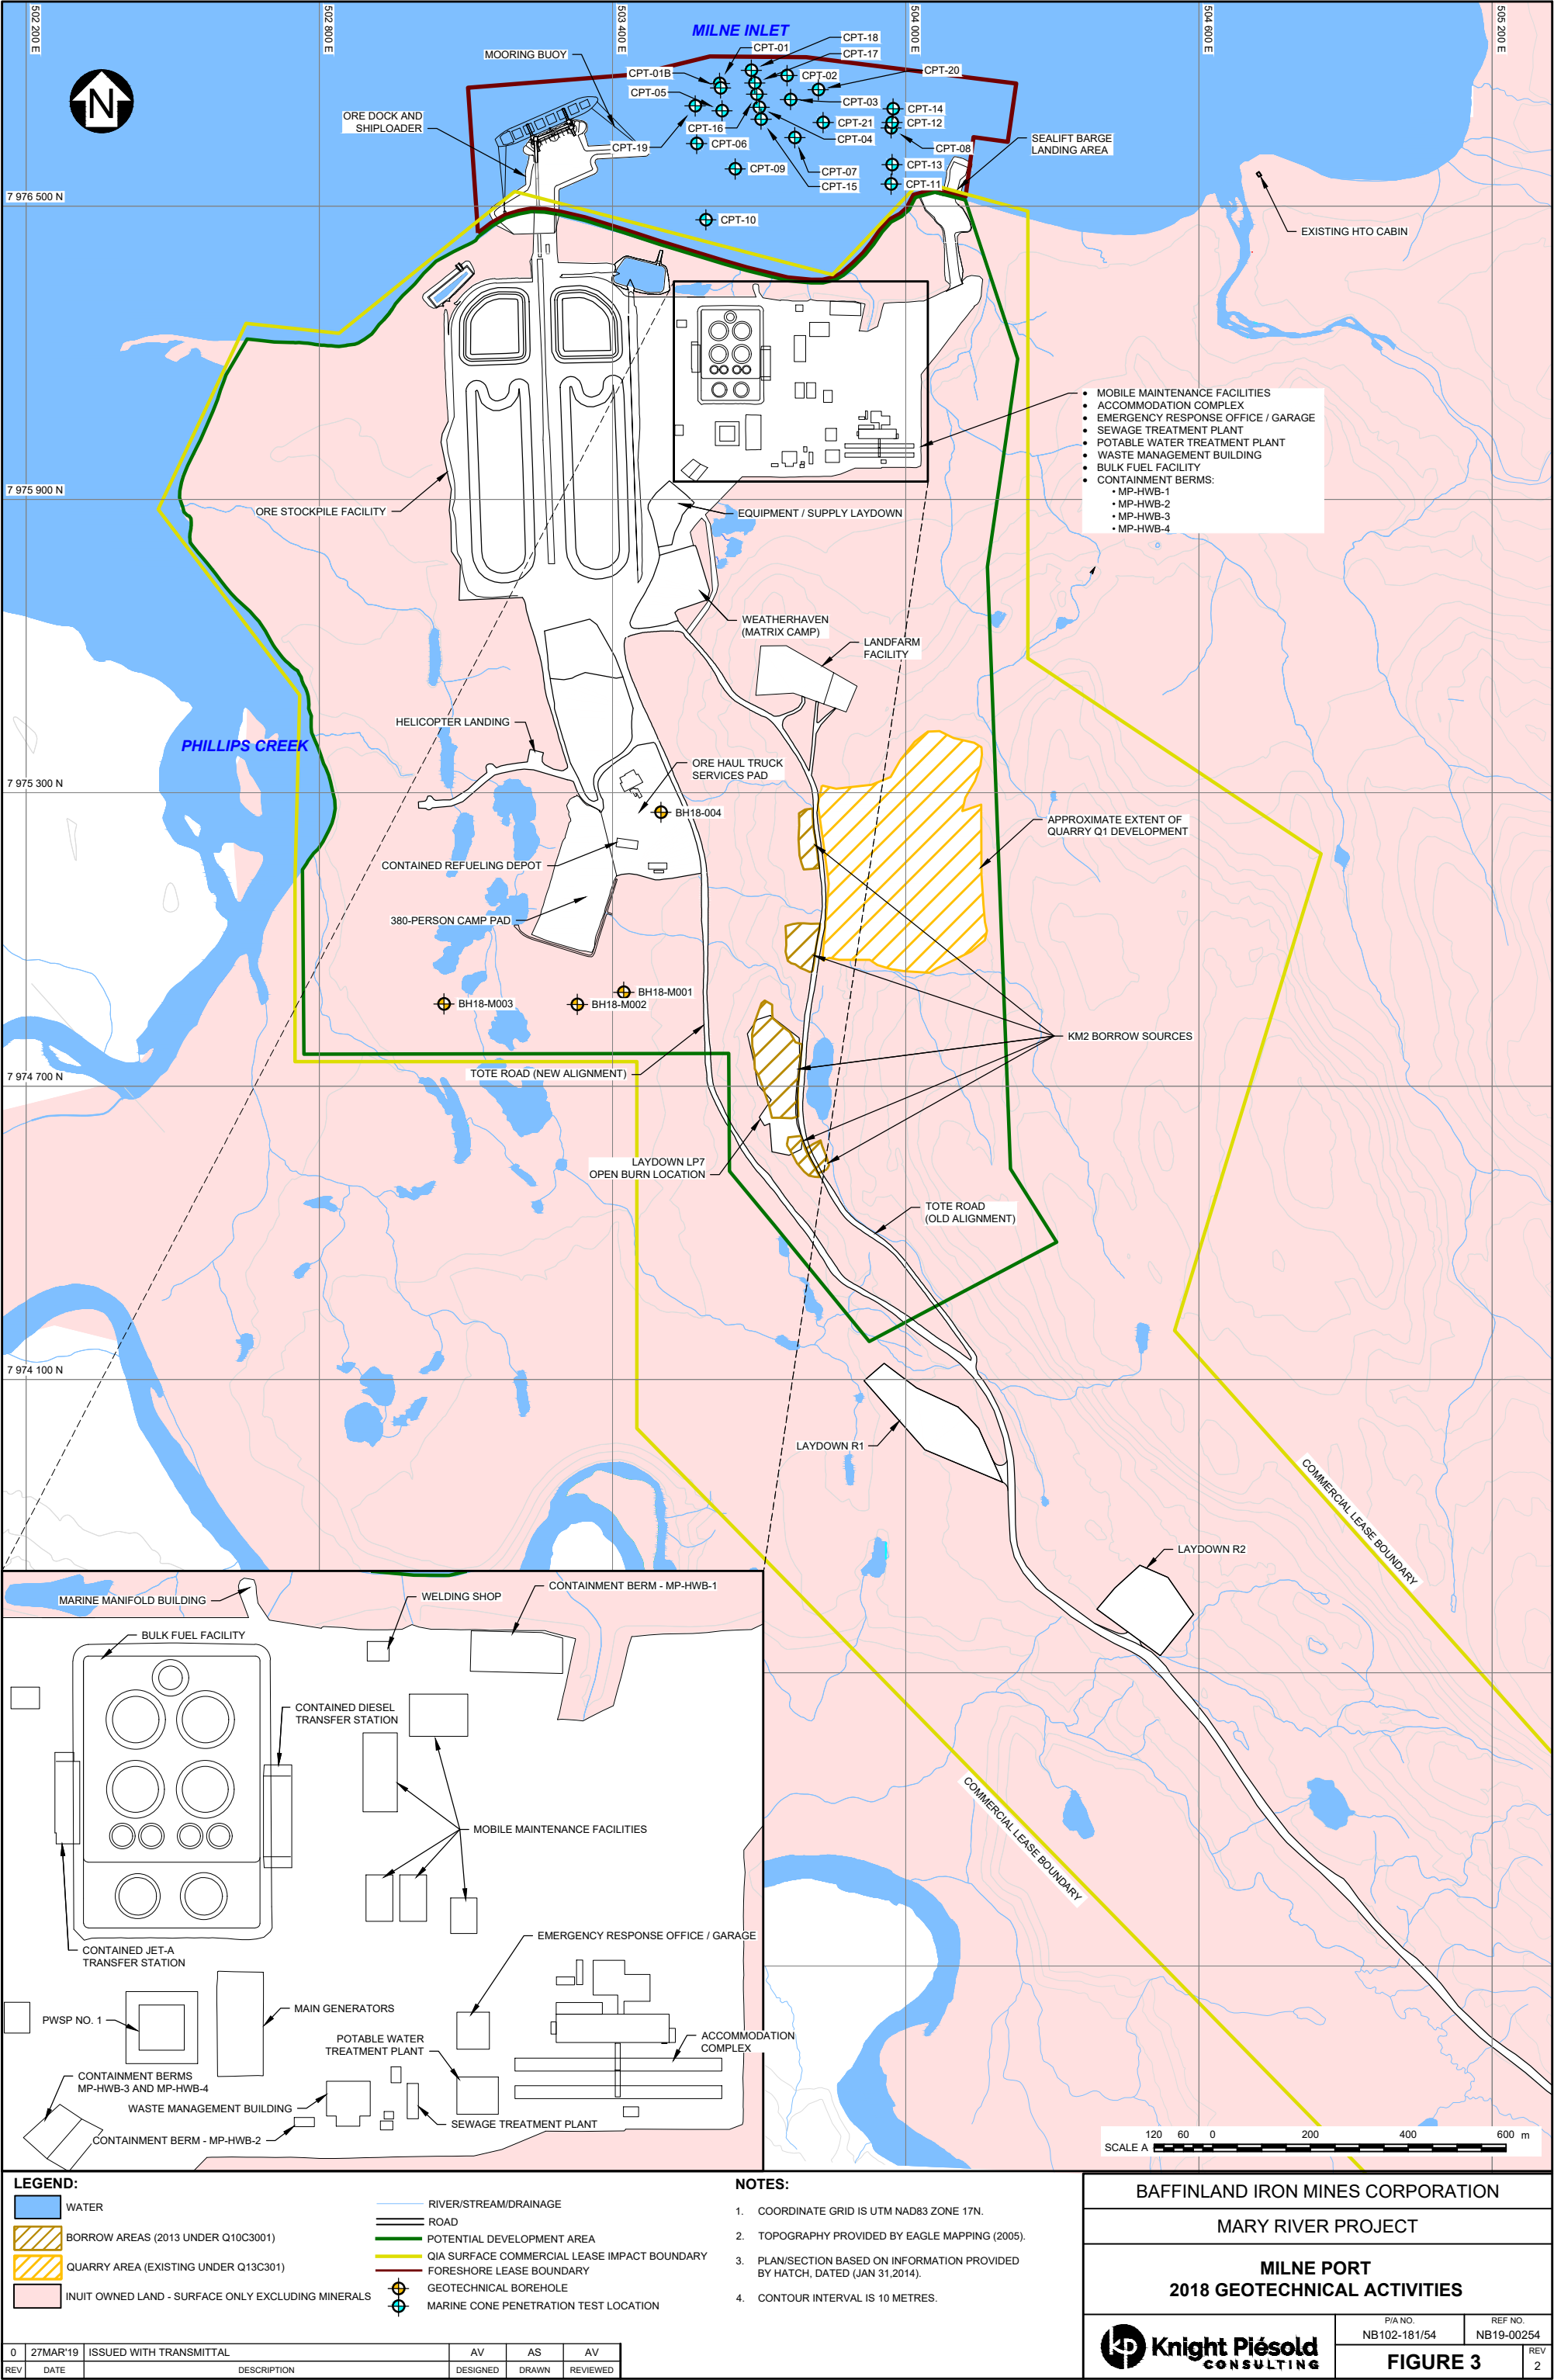 502 200 E
502 800 E
503 400 E
504 000 E
504 600 E
505 200 E
MILNE INLET
N
MOORING BUOY
CPT-01
CPT-18
CPT-17
CPT-01B
CPT-02
CPT-20
CPT-05
CPT-03
CPT-14
ORE DOCK AND
SHIPLOADER
CPT-16
CPT-21
CPT-12
CPT-04
CPT-19
CPT-06
CPT-08
SEALIFT BARGE
LANDING AREA
CPT-09
CPT-07
CPT-13
CPT-15
CPT-11
7 976 500 N
CPT-10
EXISTING HTO CABIN
• MOBILE MAINTENANCE FACILITIES
• ACCOMMODATION COMPLEX
• EMERGENCY RESPONSE OFFICE / GARAGE
• SEWAGE TREATMENT PLANT
• POTABLE WATER TREATMENT PLANT
• WASTE MANAGEMENT BUILDING
• BULK FUEL FACILITY
• CONTAINMENT BERMS:
• MP-HWB-1
• MP-HWB-2
• MP-HWB-3
• MP-HWB-4
7 975 900 N
ORE STOCKPILE FACILITY
EQUIPMENT / SUPPLY LAYDOWN
WEATHERHAVEN
(MATRIX CAMP)
LANDFARM
FACILITY
HELICOPTER LANDING
PHILLIPS CREEK
ORE HAUL TRUCK
SERVICES PAD
7 975 300 N
BH18-004
APPROXIMATE EXTENT OF
QUARRY Q1 DEVELOPMENT
CONTAINED REFUELING DEPOT
380-PERSON CAMP PAD
BH18-M003
BH18-M002
BH18-M001
KM2 BORROW SOURCES
TOTE ROAD (NEW ALIGNMENT)
7 974 700 N
LAYDOWN LP7
OPEN BURN LOCATION
TOTE ROAD
(OLD ALIGNMENT)
7 974 100 N
LAYDOWN R1
COMMERCIAL LEASE BOUNDARY
LAYDOWN R2
COMMERCIAL LEASE BOUNDARY
MARINE MANIFOLD BUILDING
WELDING SHOP
CONTAINMENT BERM - MP-HWB-1
BULK FUEL FACILITY
CONTAINED DIESEL
TRANSFER STATION
MOBILE MAINTENANCE FACILITIES
CONTAINED JET-A
TRANSFER STATION
EMERGENCY RESPONSE OFFICE / GARAGE
PWSP NO. 1
MAIN GENERATORS
POTABLE WATER
TREATMENT PLANT
ACCOMMODATION
COMPLEX
CONTAINMENT BERMS
MP-HWB-3 AND MP-HWB-4
WASTE MANAGEMENT BUILDING
SEWAGE TREATMENT PLANT
CONTAINMENT BERM - MP-HWB-2
120 60 0 200 400 600 m
SCALE A
LEGEND:
WATER
BORROW AREAS (2013 UNDER Q10C3001)
QUARRY AREA (EXISTING UNDER Q13C301)
INUIT OWNED LAND - SURFACE ONLY EXCLUDING MINERALS
RIVER/STREAM/DRAINAGE
ROAD
POTENTIAL DEVELOPMENT AREA
QIA SURFACE COMMERCIAL LEASE IMPACT BOUNDARY
FORESHORE LEASE BOUNDARY
GEOTECHNICAL BOREHOLE
MARINE CONE PENETRATION TEST LOCATION
NOTES:
1. COORDINATE GRID IS UTM NAD83 ZONE 17N.
2. TOPOGRAPHY PROVIDED BY EAGLE MAPPING (2005).
3. PLAN/SECTION BASED ON INFORMATION PROVIDED
BY HATCH, DATED (JAN 31,2014).
4. CONTOUR INTERVAL IS 10 METRES.
BAFFINLAND IRON MINES CORPORATION
MARY RIVER PROJECT
MILNE PORT
2018 GEOTECHNICAL ACTIVITIES
Knight Piésold
CONSULTING
P/A NO.
NB102-181/54
REF NO.
NB19-00254
FIGURE 3
REV
2
0 27MAR'19 ISSUED WITH TRANSMITTAL AV AS AV
REV DATE DESCRIPTION DESIGNED DRAWN REVIEWED